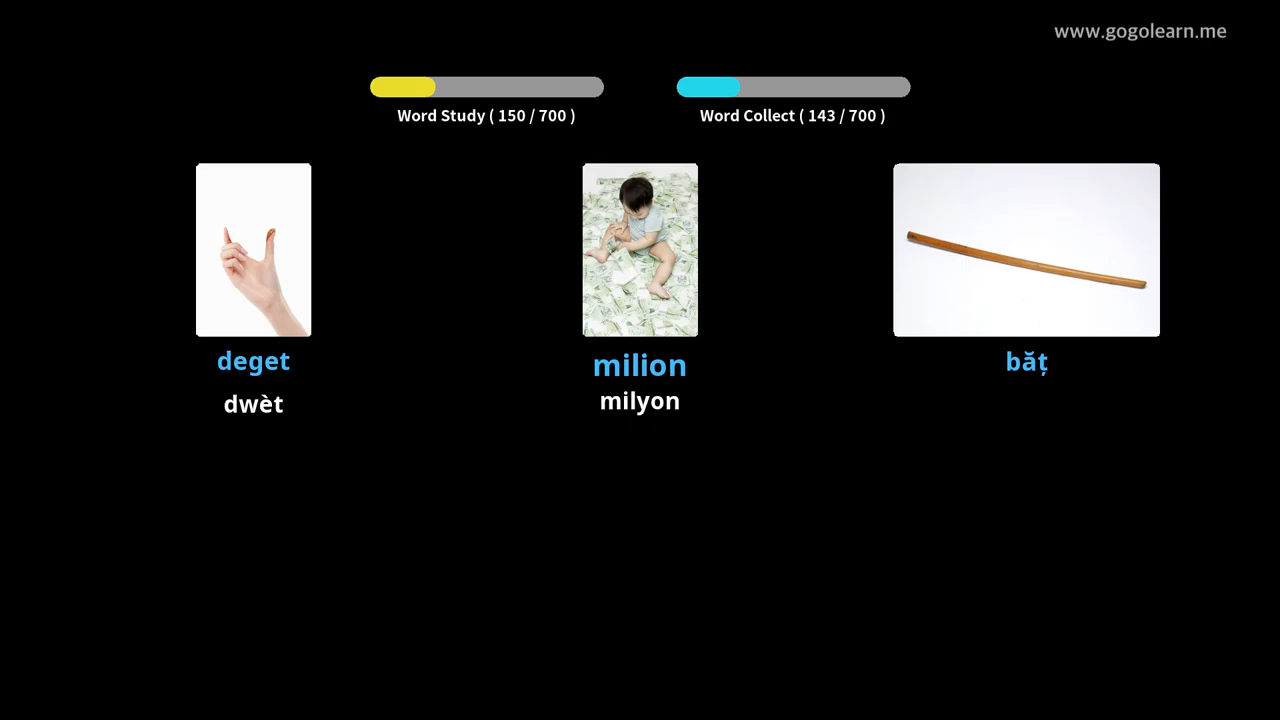 www.gogolearn.me
Word Study ( 150 / 700 )
Word Collect ( 143 / 700 )
deget
milion
băț
dwèt
milyon